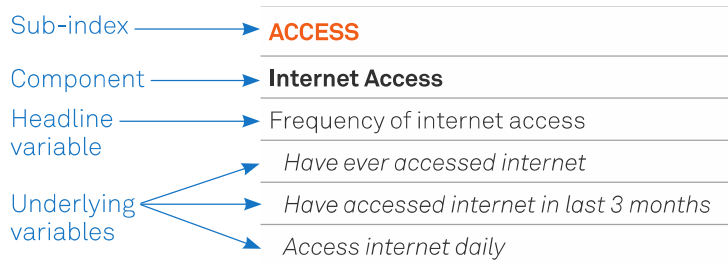 Sub-index
ACCESS
Component
Internet Access
Headline
variable
Frequency of internet access
Have ever accessed internet
Underlying
variables
Have accessed internet in last 3 months
Access internet daily